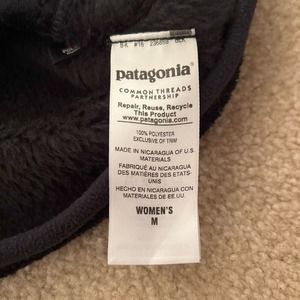 patagonia®
COMMON THREADS
PARTNERSHIP
Repair, Reuse, Recycle
This Product
www.patagonia.com
100% POLYESTER
EXCLUSIVE OF TRIM
MADE IN NICARAGUA OF U.S.
MATERIALS
FABRIQUÉ AU NICARAGUA
DES MATIÈRES DES ETATS-
UNIS
HECHO EN NICARAGUA CON
MATERIALES DE EE.UU.
WOMEN'S
M